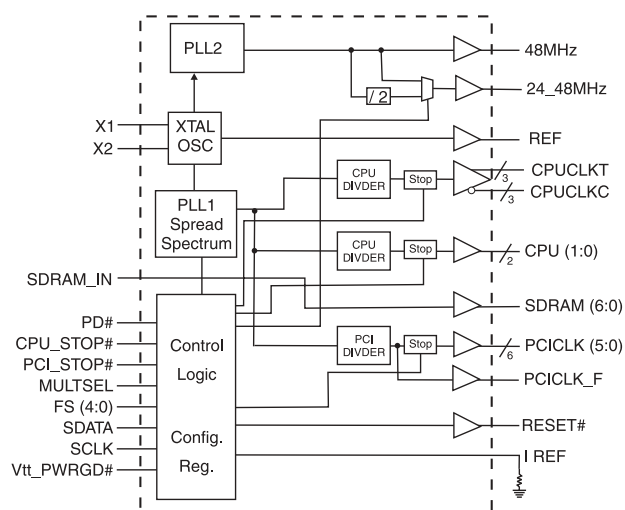 PLL2
48MHz
/ 2
24_48MHz
X1
X2
XTAL
OSC
REF
CPU
DIVDER
Stop
3
CPUCLKT
3
CPUCLKC
PLL1
Spread
Spectrum
CPU
DIVDER
Stop
2
CPU (1:0)
SDRAM_IN
SDRAM (6:0)
PD#
CPU_STOP#
PCI_STOP#
MULTSEL
FS (4:0)
SDATA
SCLK
Vtt_PWRGD#
Control
Logic
Config.
Reg.
PCI
DIVDER
Stop
6
PCICLK (5:0)
PCICLK_F
RESET#
I REF